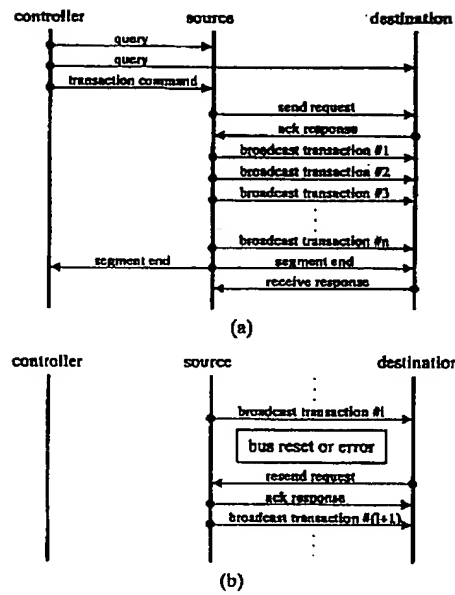 controller source destination
query
query
transaction command
send request
ack response
broadcast transaction #1
broadcast transaction #2
broadcast transaction #3
broadcast transaction #n
segment end segment end
receive response
(a)
controller source destination
broadcast transaction #i
bus reset or error
resend request
ack response
broadcast transaction #(i+1)
(b)